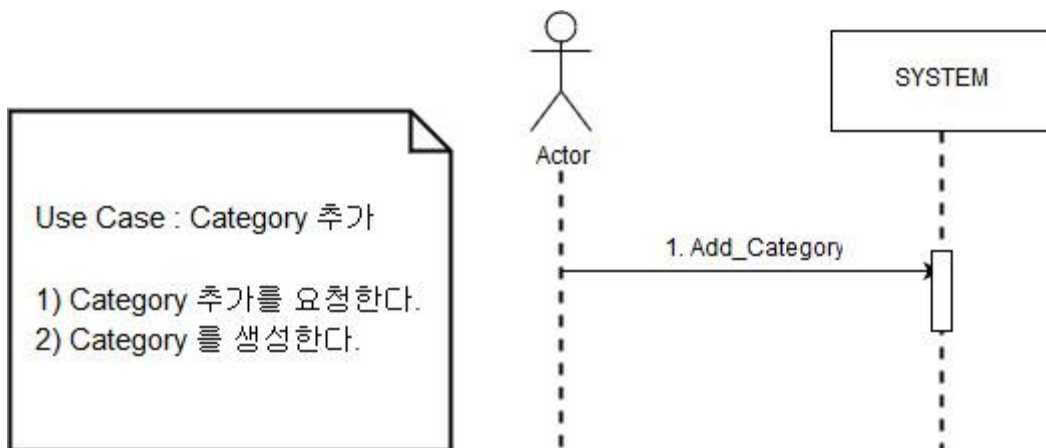 Use Case : Category 추가
1) Category 추가를 요청한다.
2) Category 를 생성한다.
Actor
SYSTEM
1. Add_Category